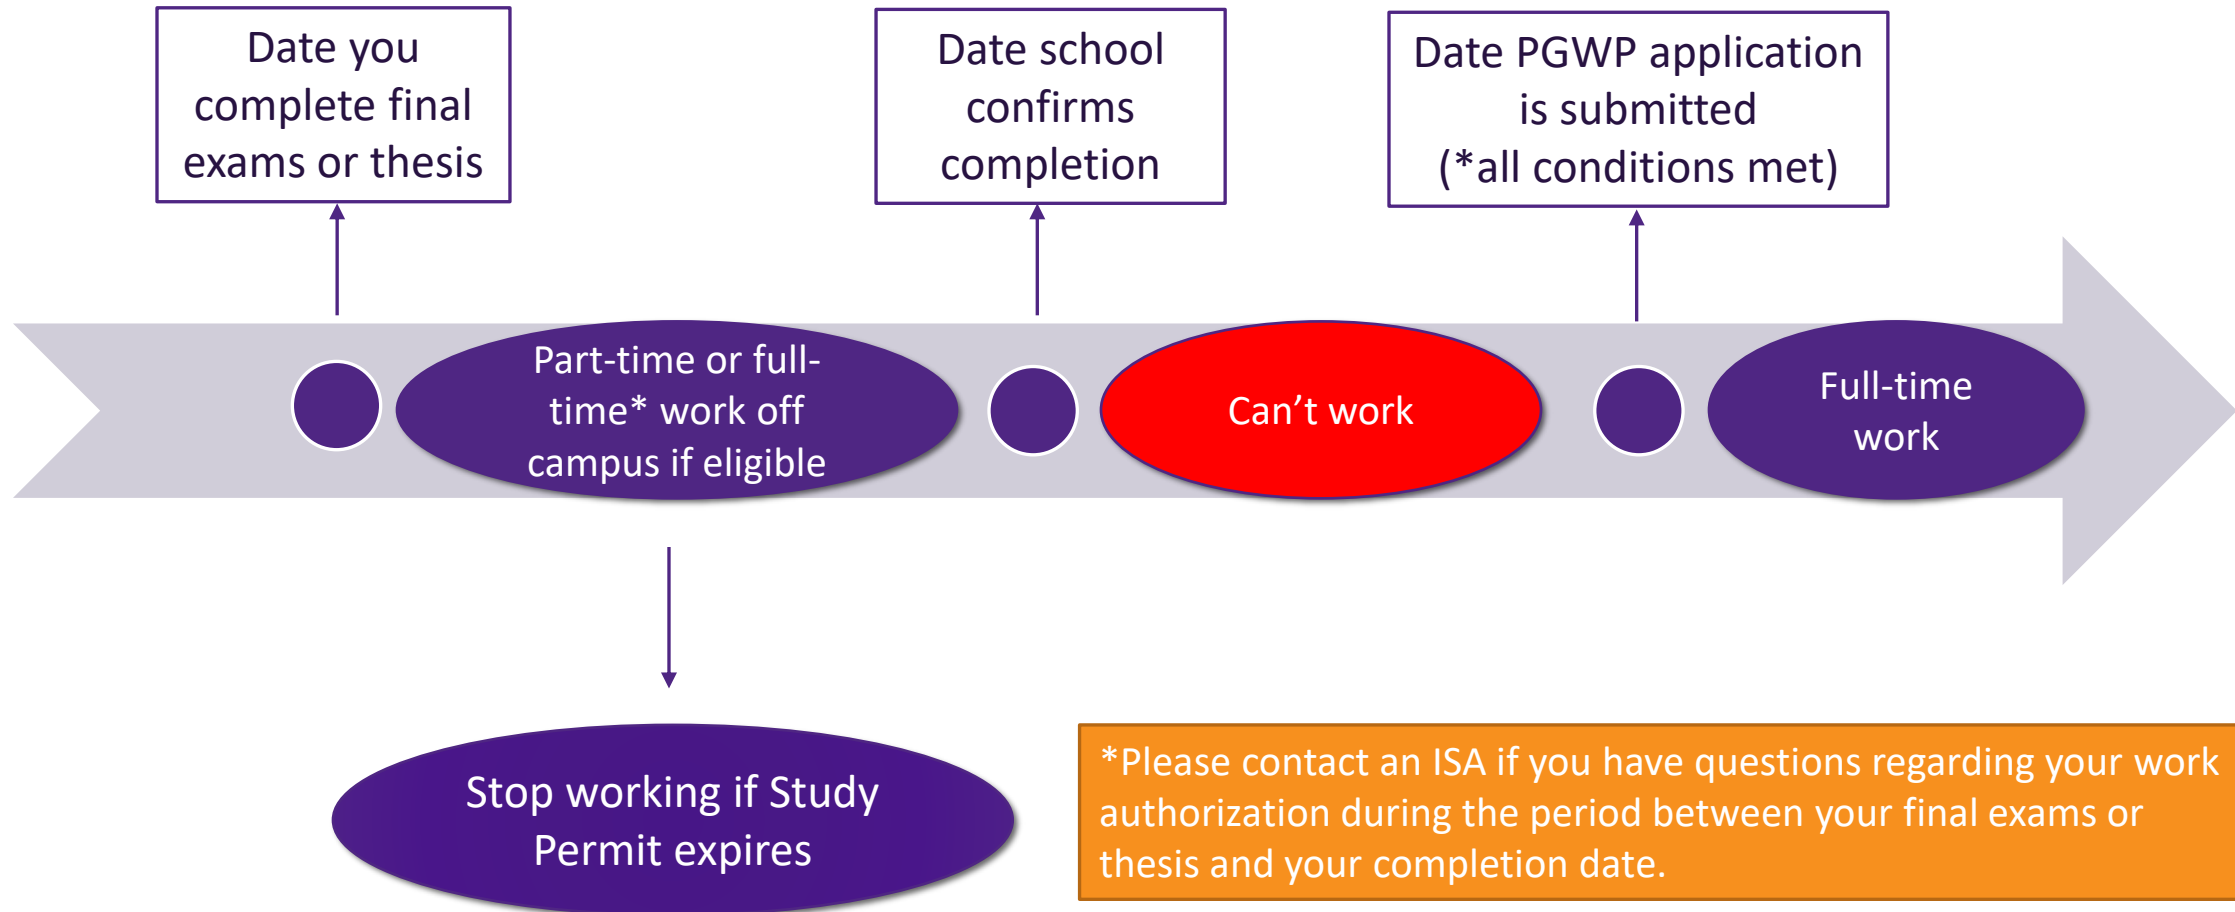 Date you
complete final
exams or thesis
Date school
confirms
completion
Date PGWP application
is submitted
(*all conditions met)
Part-time or full-
time* work off
campus if eligible
Can’t work
Full-time
work
Stop working if Study
Permit expires
*Please contact an ISA if you have questions regarding your work
authorization during the period between your final exams or
thesis and your completion date.